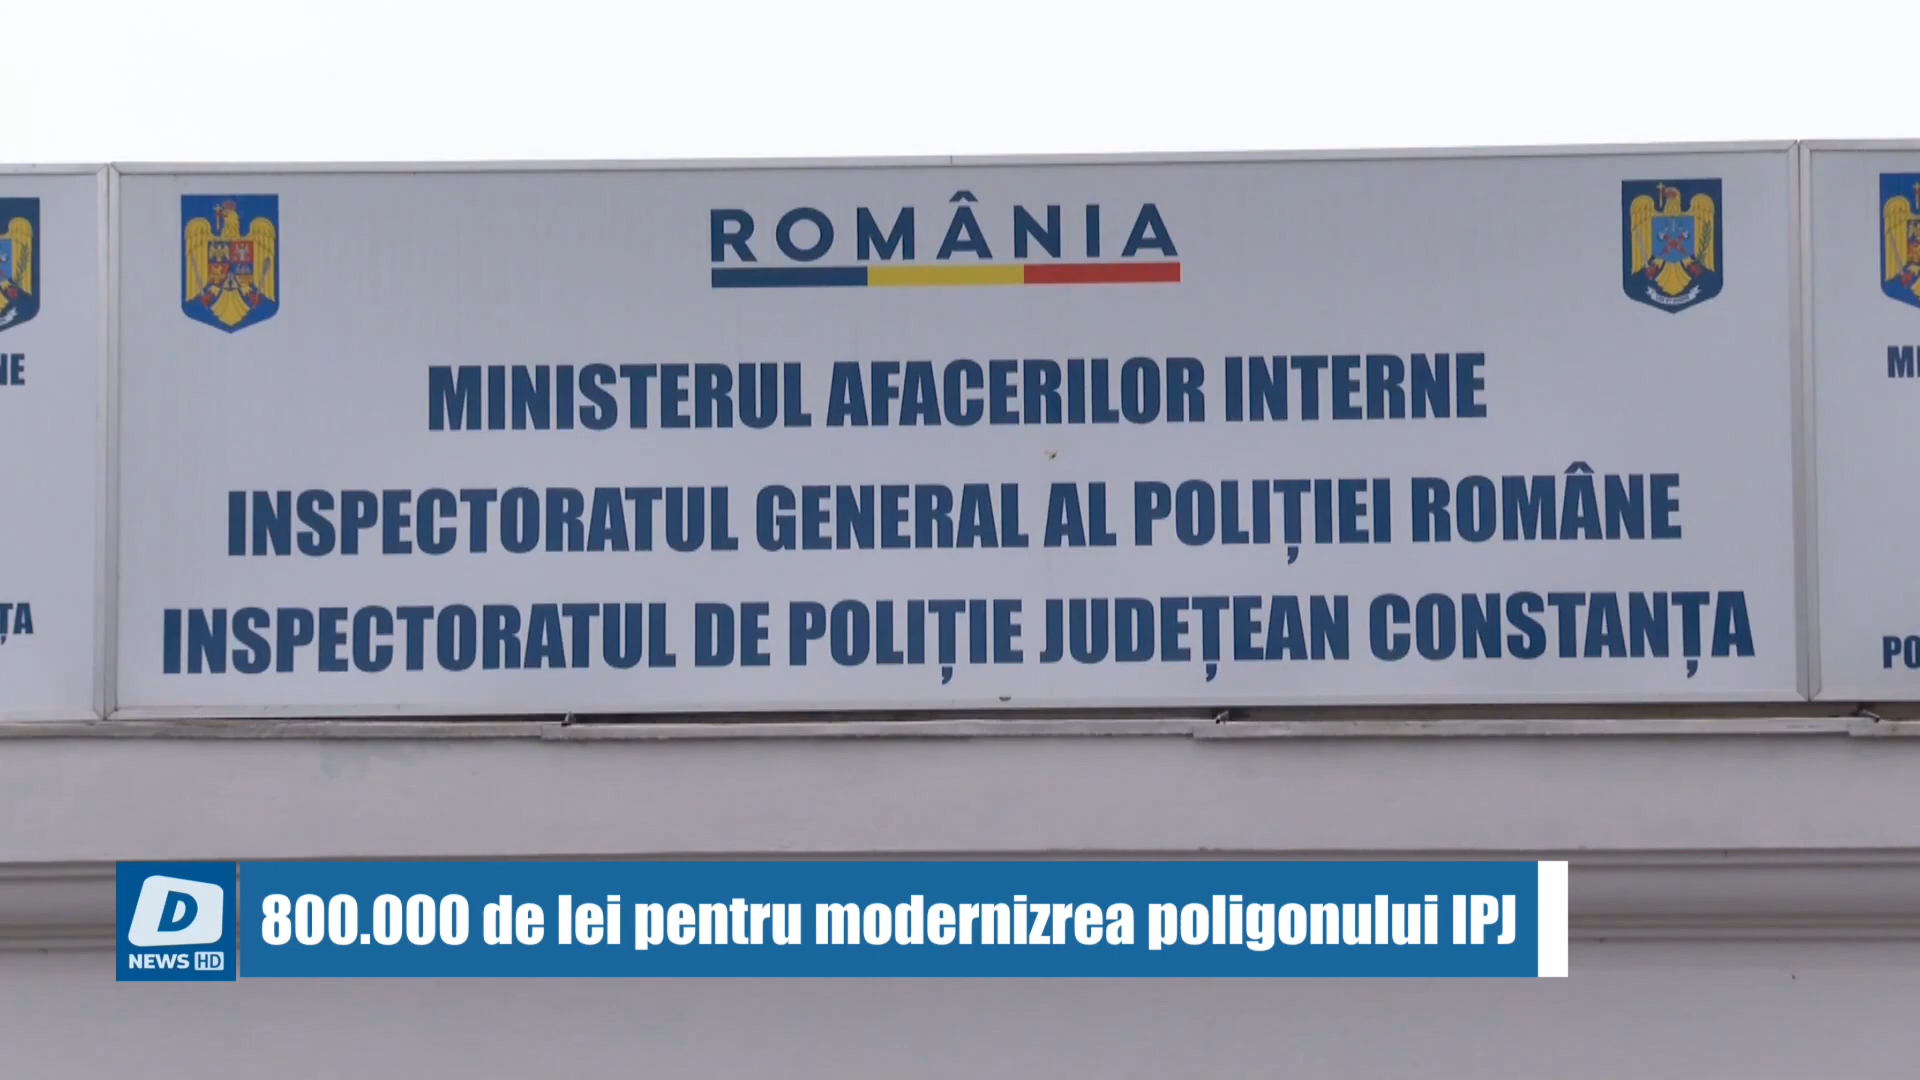 ROMÂNIA
MINISTERUL AFACERILOR INTERNE
INSPECTORATUL GENERAL AL POLIȚIEI ROMÂNE
INSPECTORATUL DE POLIȚIE JUDEȚEAN CONSTANȚA
D
NEWS HD
800.000 de lei pentru modernizrea poligonului IPJ